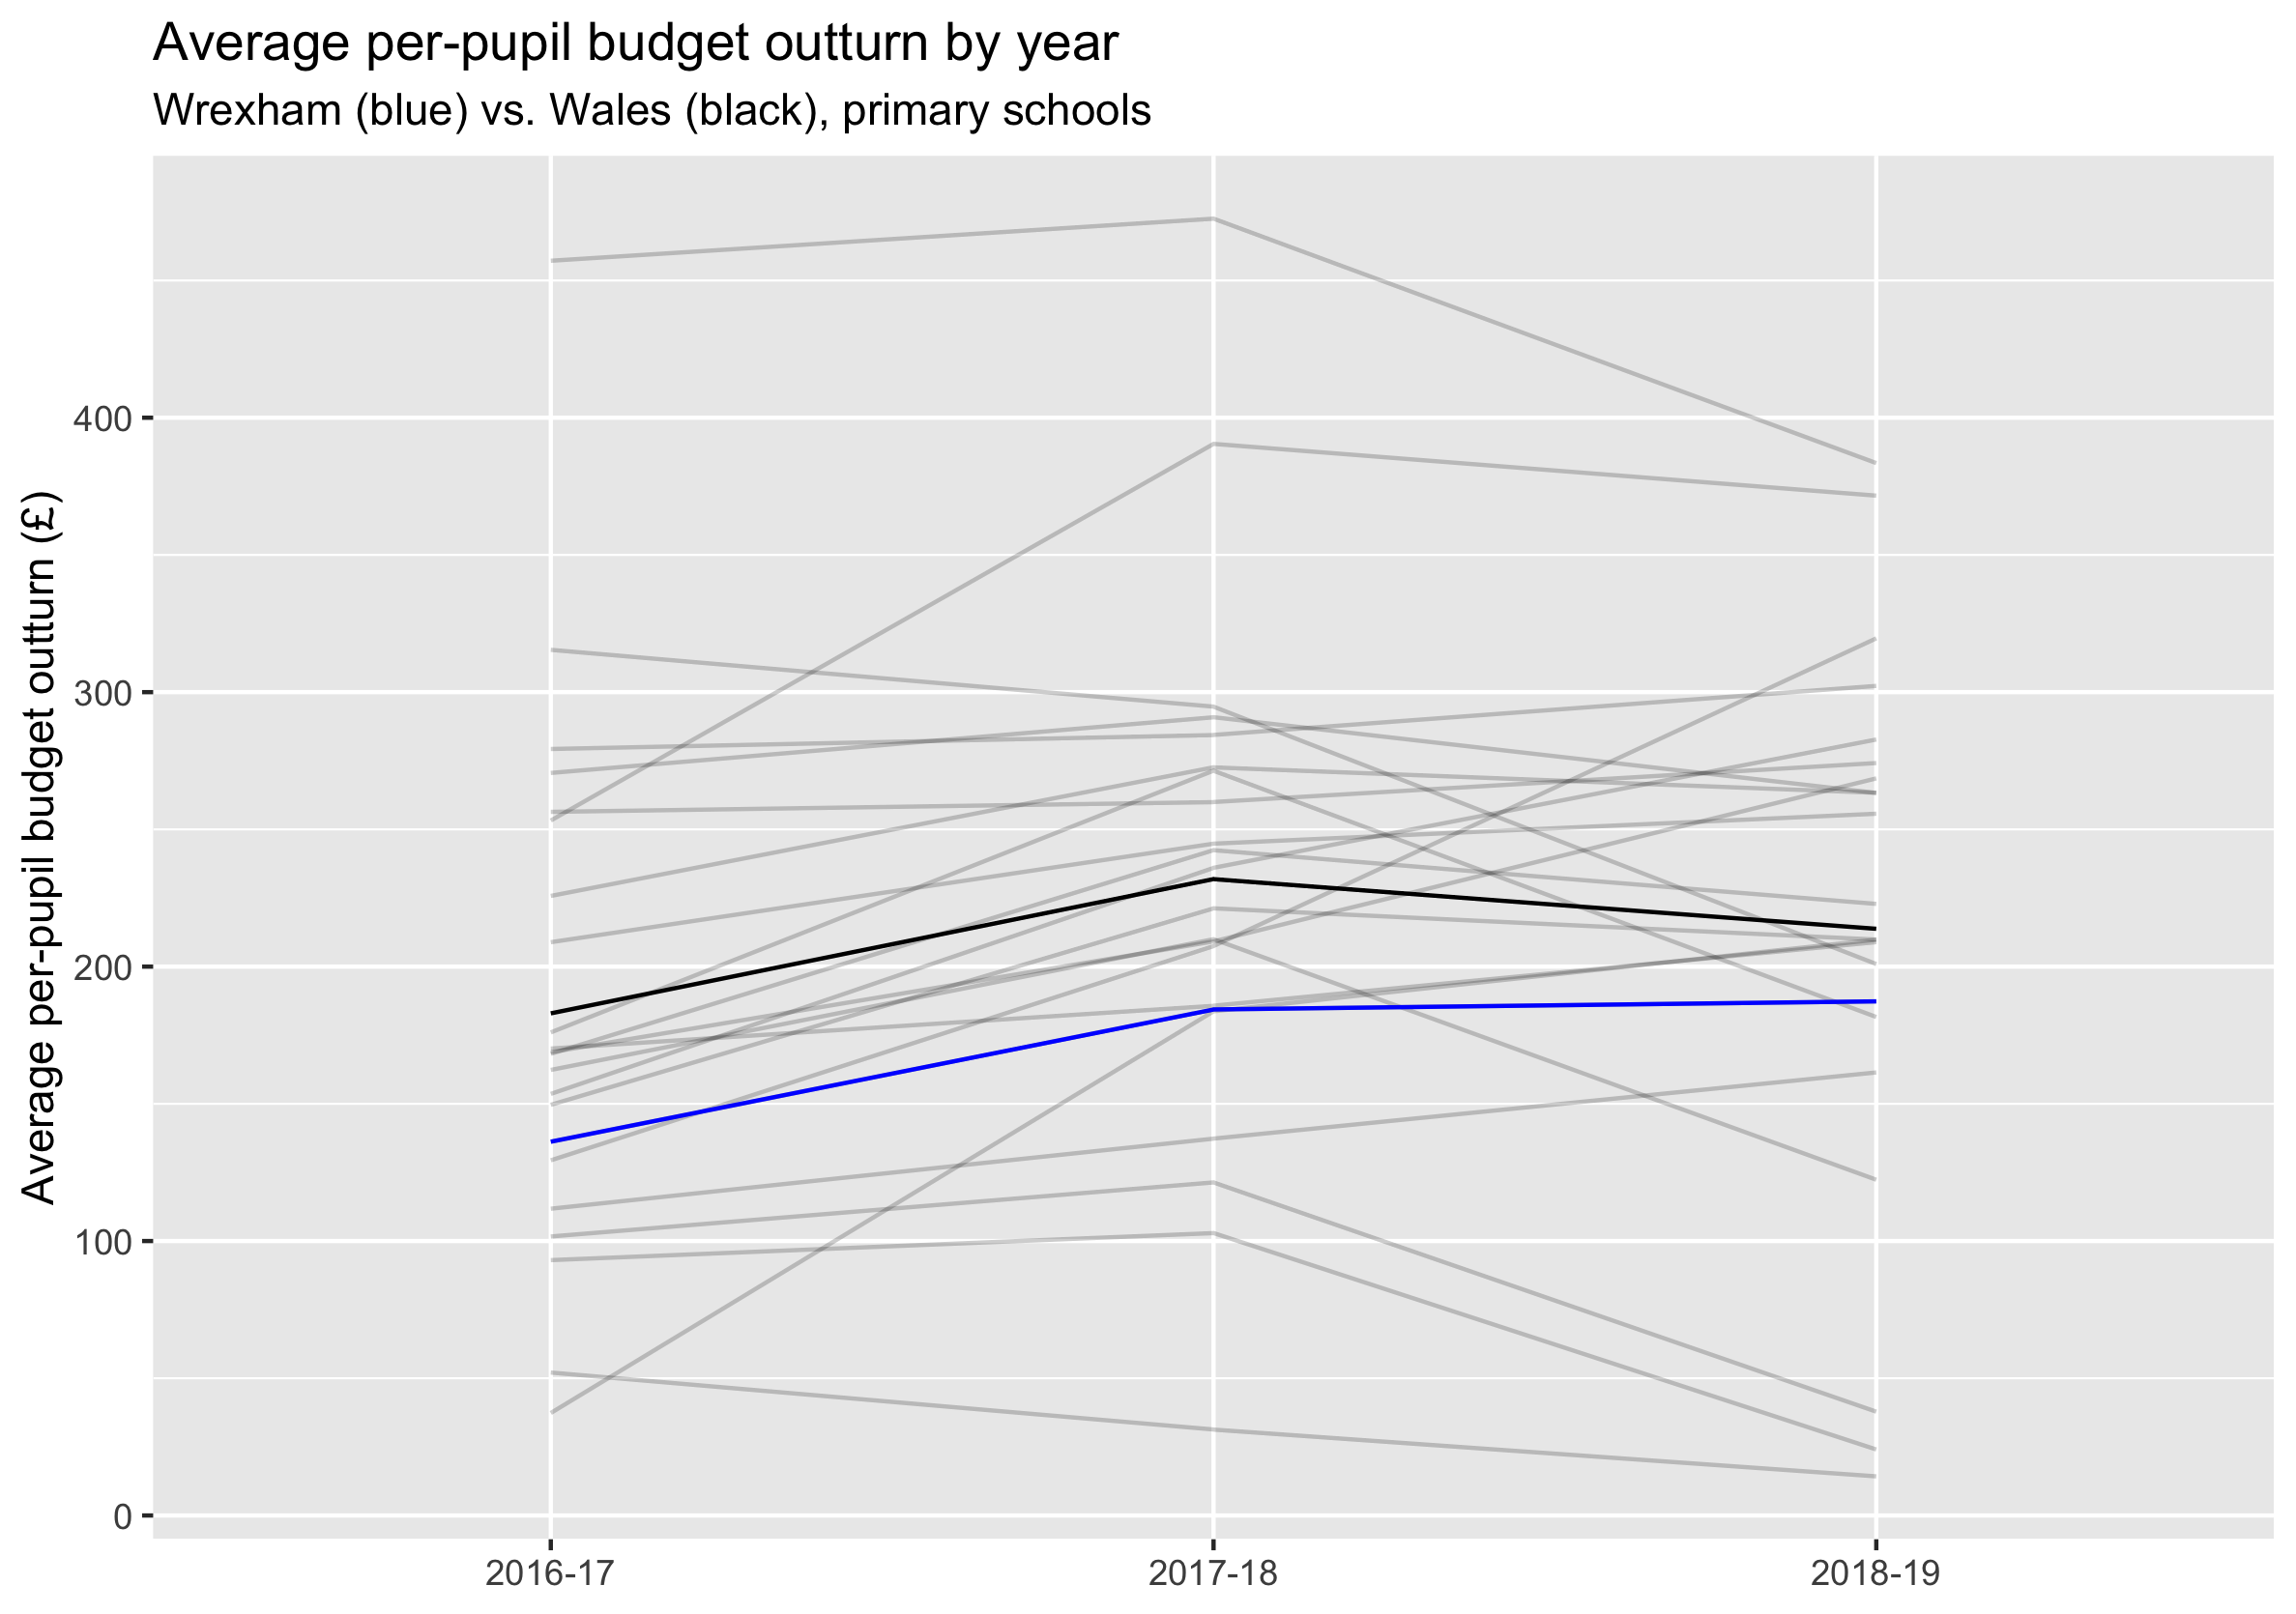 Average per-pupil budget outturn by year
Wrexham (blue) vs. Wales (black), primary schools
Average per-pupil budget outturn (£)
400
300
200
100
0
2016-17
2017-18
2018-19